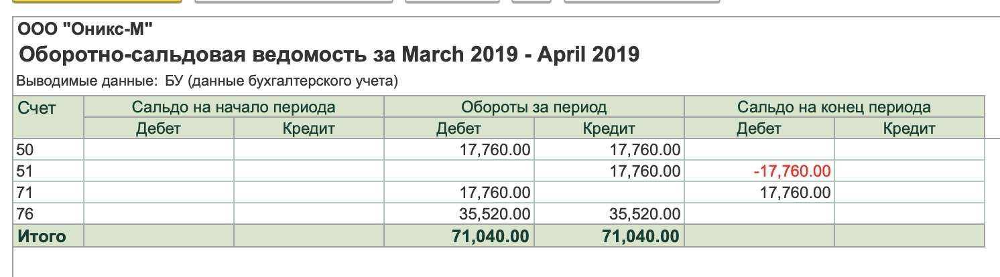 ООО "Оникс-М"
Оборотно-сальдовая ведомость за March 2019 - April 2019
Выводимые данные: БУ (данные бухгалтерского учета)
Счет Сальдо на начало периода Обороты за период Сальдо на конец периода
Дебет Кредит Дебет Кредит Дебет Кредит
50 17,760.00 17,760.00
51 17,760.00 -17,760.00
71 17,760.00 17,760.00
76 35,520.00 35,520.00
Итого 71,040.00 71,040.00